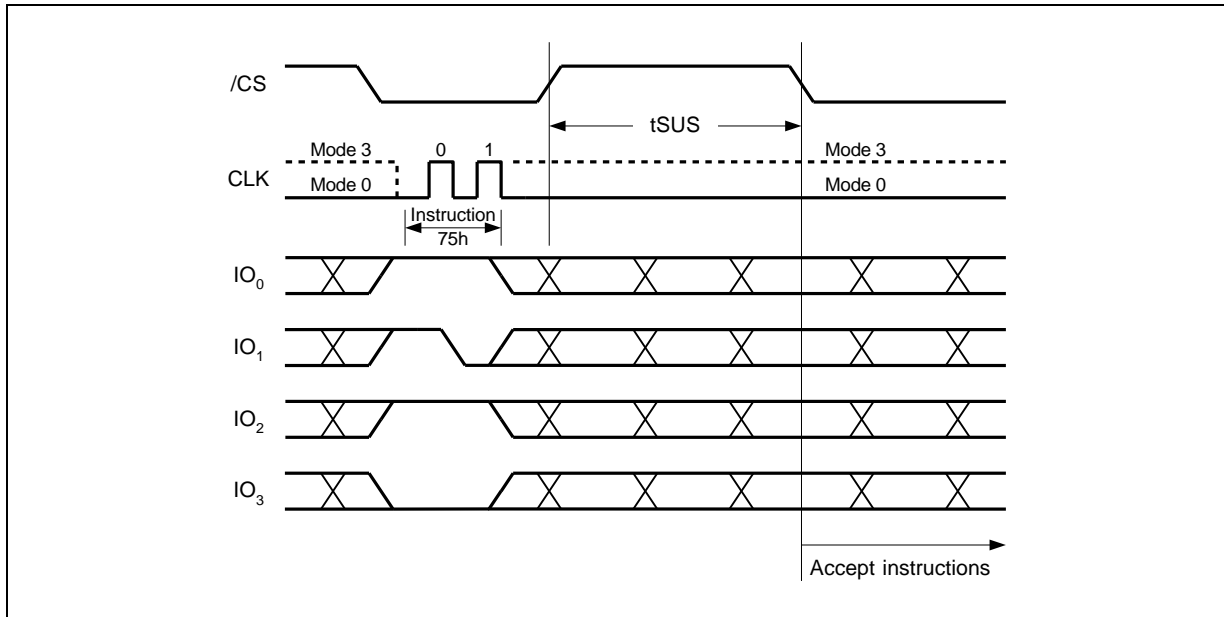 /CS
tSUS
Mode 3 0 1 Mode 3
CLK
Mode 0 Mode 0
Instruction
75h
IO0
IO1
IO2
IO3
Accept instructions